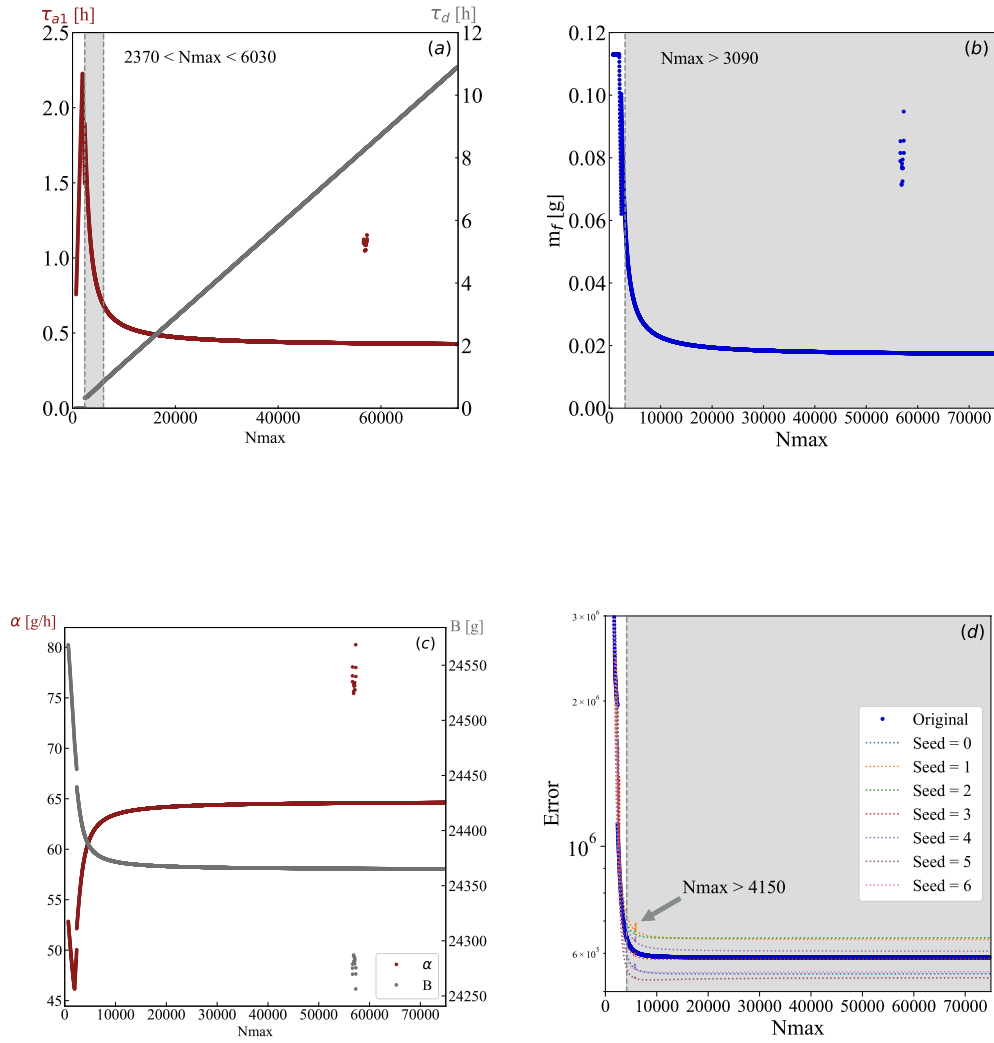 τa1 [h] τd [h]
2.5 12
(a)
2370 < Nmax < 6030
2.0 10
8
1.5
6
1.0
4
0.5
2
0.0 0
0 20000 40000 60000
Nmax
0.12
(b)
Nmax > 3090
0.10
0.08
mf [g]
0.06
0.04
0.02
0.00
0 10000 20000 30000 40000 50000 60000 70000
Nmax
α [g/h] B [g]
(c)
80
24550
75
24500
70
24450
65
24400
60
24350
55
24300
50
24250
45
α
B
0 10000 20000 30000 40000 50000 60000 70000
Nmax
3 × 10⁶
(d)
2 × 10⁶
Original
Seed = 0
Seed = 1
Seed = 2
Seed = 3
Seed = 4
Seed = 5
Seed = 6
Error
10⁶
Nmax > 4150
6 × 10⁵
0 10000 20000 30000 40000 50000 60000 70000
Nmax